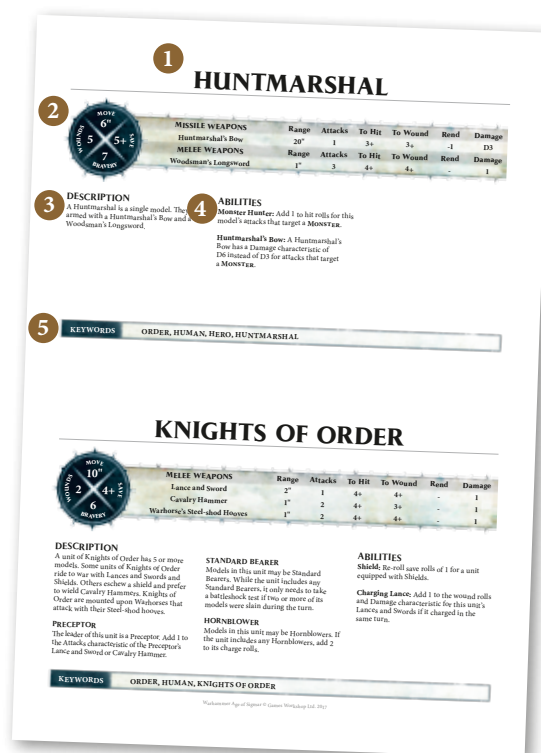 1
HUNTMARSHAL
2
MOVE
6"
WOUNDS
5
5+
SAVE
7
BRAVERY
MISSILE WEAPONS Range Attacks To Hit To Wound Rend Damage
Huntmarshal's Bow 20" 1 3+ 3+ -1 D3
MELEE WEAPONS Range Attacks To Hit To Wound Rend Damage
Woodsman's Longsword 1" 3 4+ 4+ - 1
3
DESCRIPTION
A Huntmarshal is a single model. They
armed with a Huntmarshal's Bow and a
Woodsman's Longsword.
4
ABILITIES
Monster Hunter: Add 1 to hit rolls for this
model's attacks that target a MONSTER.
Huntmarshal's Bow: A Huntmarshal's
Bow has a Damage characteristic of
D6 instead of D3 for attacks that target
a MONSTER.
5
KEYWORDS ORDER, HUMAN, HERO, HUNTMARSHAL
KNIGHTS OF ORDER
MOVE
10"
WOUNDS
2
4+
SAVE
6
BRAVERY
MELEE WEAPONS Range Attacks To Hit To Wound Rend Damage
Lance and Sword 2" 1 4+ 4+ - 1
Cavalry Hammer 1" 2 4+ 3+ - 1
Warhorse's Steel-shod Hooves 1" 2 4+ 4+ - 1
DESCRIPTION
A unit of Knights of Order has 5 or more
models. Some units of Knights of Order
ride to war with Lances and Swords and
Shields. Others eschew a shield and prefer
to wield Cavalry Hammers. Knights of
Order are mounted upon Warhorses that
attack with their Steel-shod hooves.
PRECEPTOR
The leader of this unit is a Preceptor. Add 1 to
the Attacks characteristic of the Preceptor's
Lance and Sword or Cavalry Hammer.
STANDARD BEARER
Models in this unit may be Standard
Bearers. While the unit includes any
Standard Bearers, it only needs to take
a battleshock test if two or more of its
models were slain during the turn.
HORNBLOWER
Models in this unit may be Hornblowers. If
the unit includes any Hornblowers, add 2
to its charge rolls.
ABILITIES
Shield: Re-roll save rolls of 1 for a unit
equipped with Shields.
Charging Lance: Add 1 to the wound rolls
and Damage characteristic for this unit's
Lances and Swords if it charged in the
same turn.
KEYWORDS ORDER, HUMAN, KNIGHTS OF ORDER
Warhammer Age of Sigmar © Games Workshop Ltd.